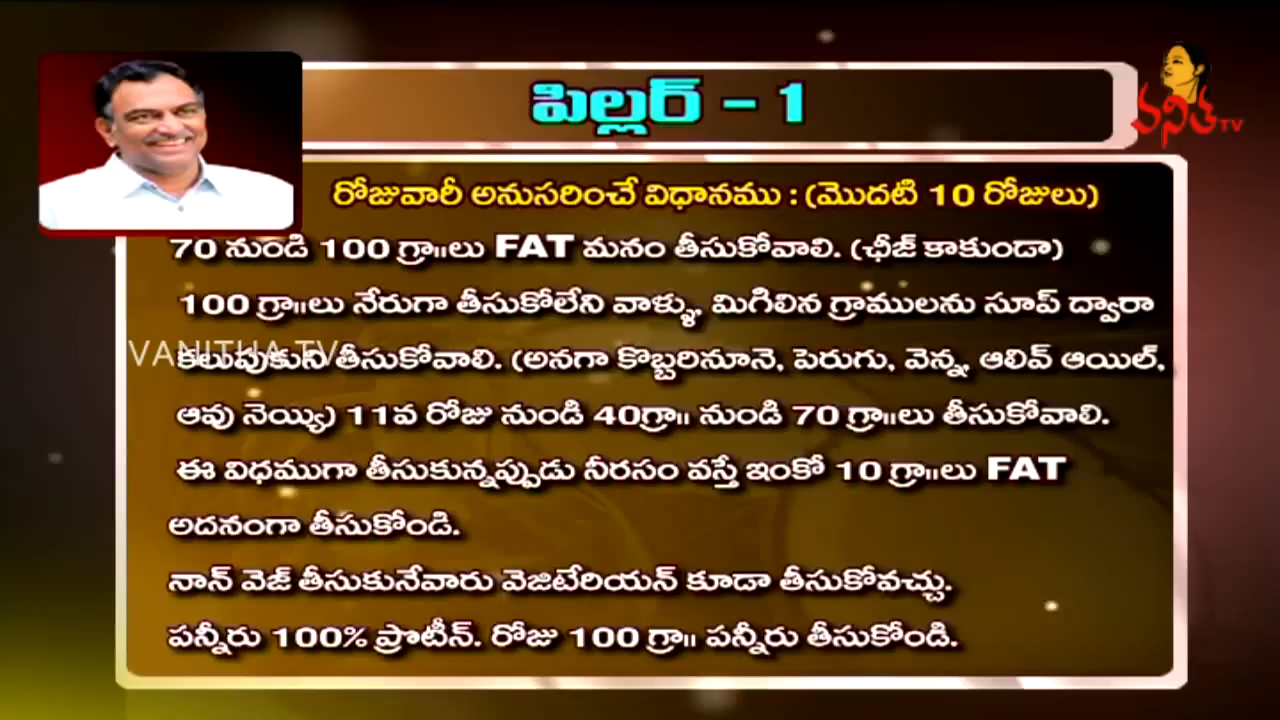 పిల్లర్ - 1
వనిత TV
రోజువారీ అనుసరించే విధానము : (మొదటి 10 రోజులు)
70 నుండి 100 గ్రా॥లు FAT మనం తీసుకోవాలి. (ఛీజ్ కాకుండా)
100 గ్రా॥లు నేరుగా తీసుకోలేని వాళ్ళు, మిగిలిన గ్రాములను సూప్ ద్వారా
VANITHA TV
కలుపుకుని తీసుకోవాలి. (అనగా కొబ్బరినూనె, పెరుగు, వెన్న, ఆలివ్ ఆయిల్,
ఆవు నెయ్యి) 11వ రోజు నుండి 40గ్రా॥ నుండి 70 గ్రా॥లు తీసుకోవాలి.
ఈ విధముగా తీసుకున్నప్పుడు నీరసం వస్తే ఇంకో 10 గ్రా॥లు FAT
అదనంగా తీసుకోండి.
నాన్ వెజ్ తీసుకునేవారు వెజిటేరియన్ కూడా తీసుకోవచ్చు.
పన్నీరు 100% ప్రొటీన్. రోజు 100 గ్రా॥ పన్నీరు తీసుకోండి.